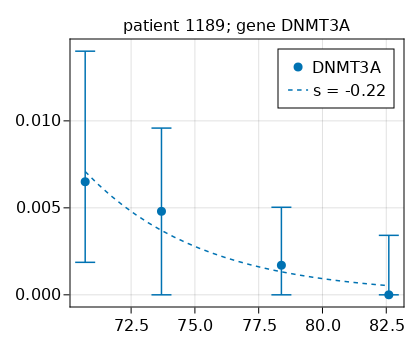 patient 1189; gene DNMT3A
DNMT3A
s = -0.22
0.010
0.005
0.000
72.5 75.0 77.5 80.0 82.5